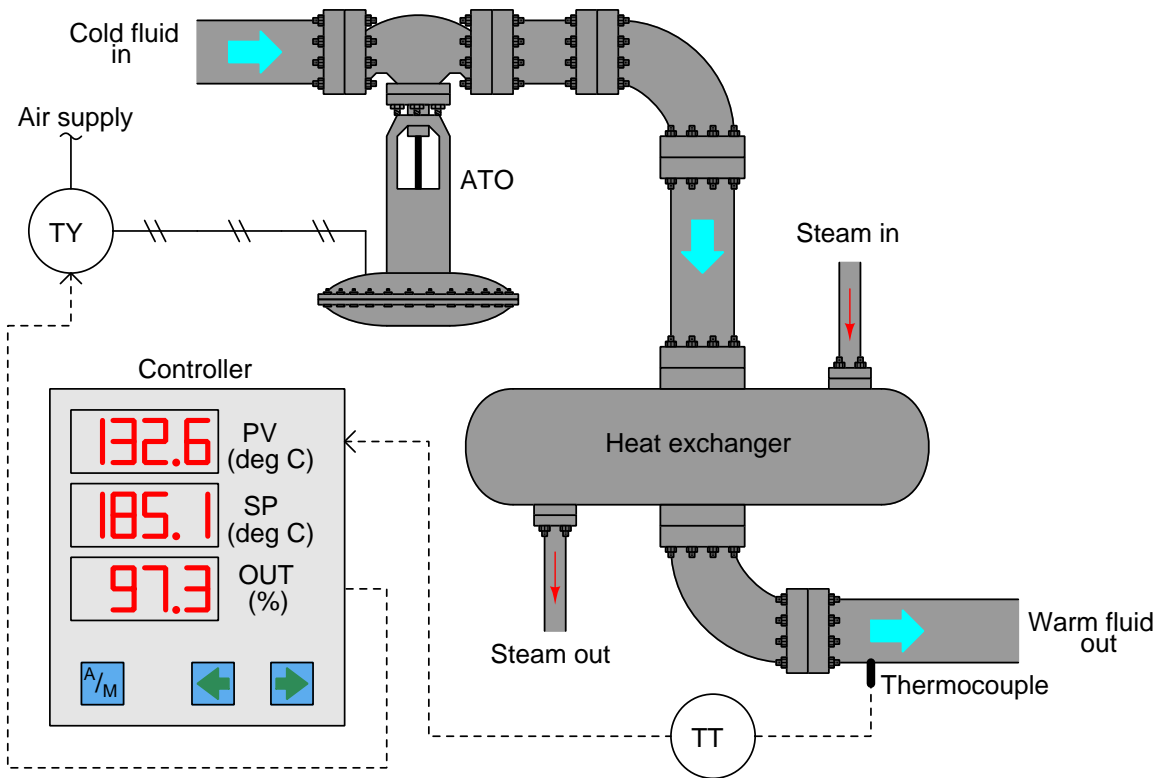 Cold fluid
in
Air supply
TY
ATO
Steam in
Controller
132.6
PV
(deg C)
185.1
SP
(deg C)
97.3
OUT
(%)
A/M
Heat exchanger
Steam out
Warm fluid
out
Thermocouple
TT